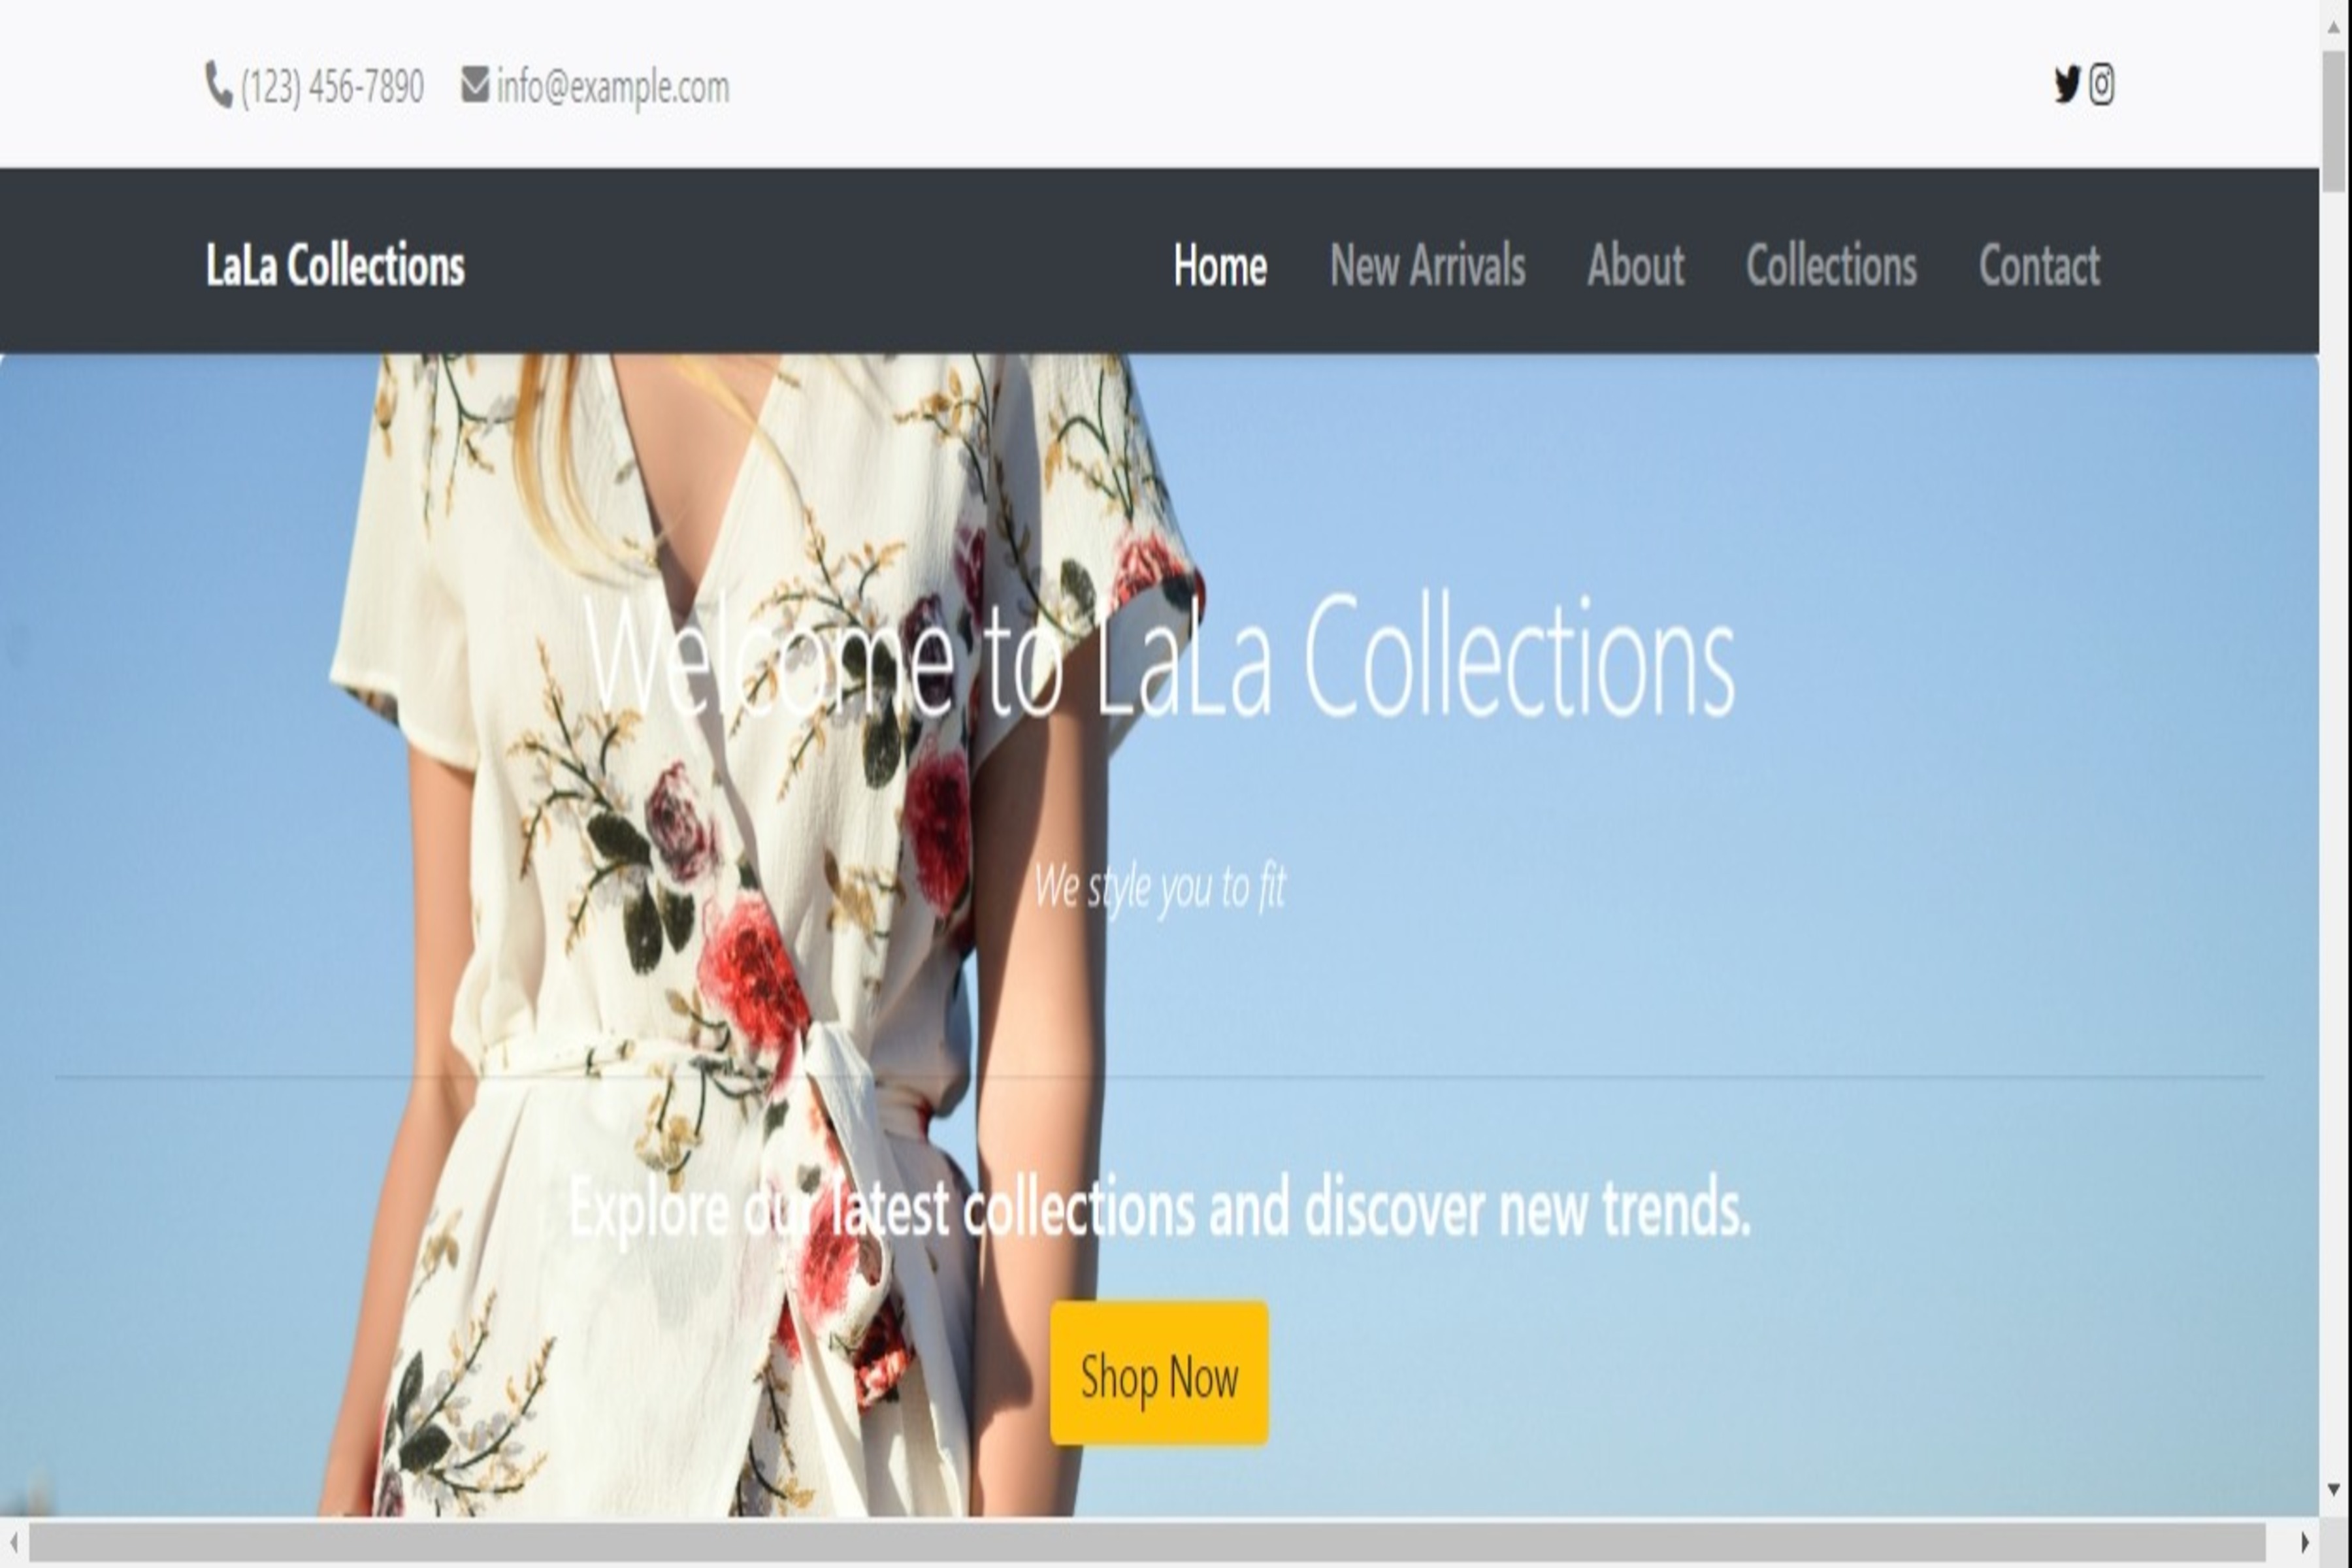 (123) 456-7890 info@example.com
LaLa Collections Home New Arrivals About Collections Contact
Welcome to LaLa Collections
We style you to fit
Explore our latest collections and discover new trends.
Shop Now